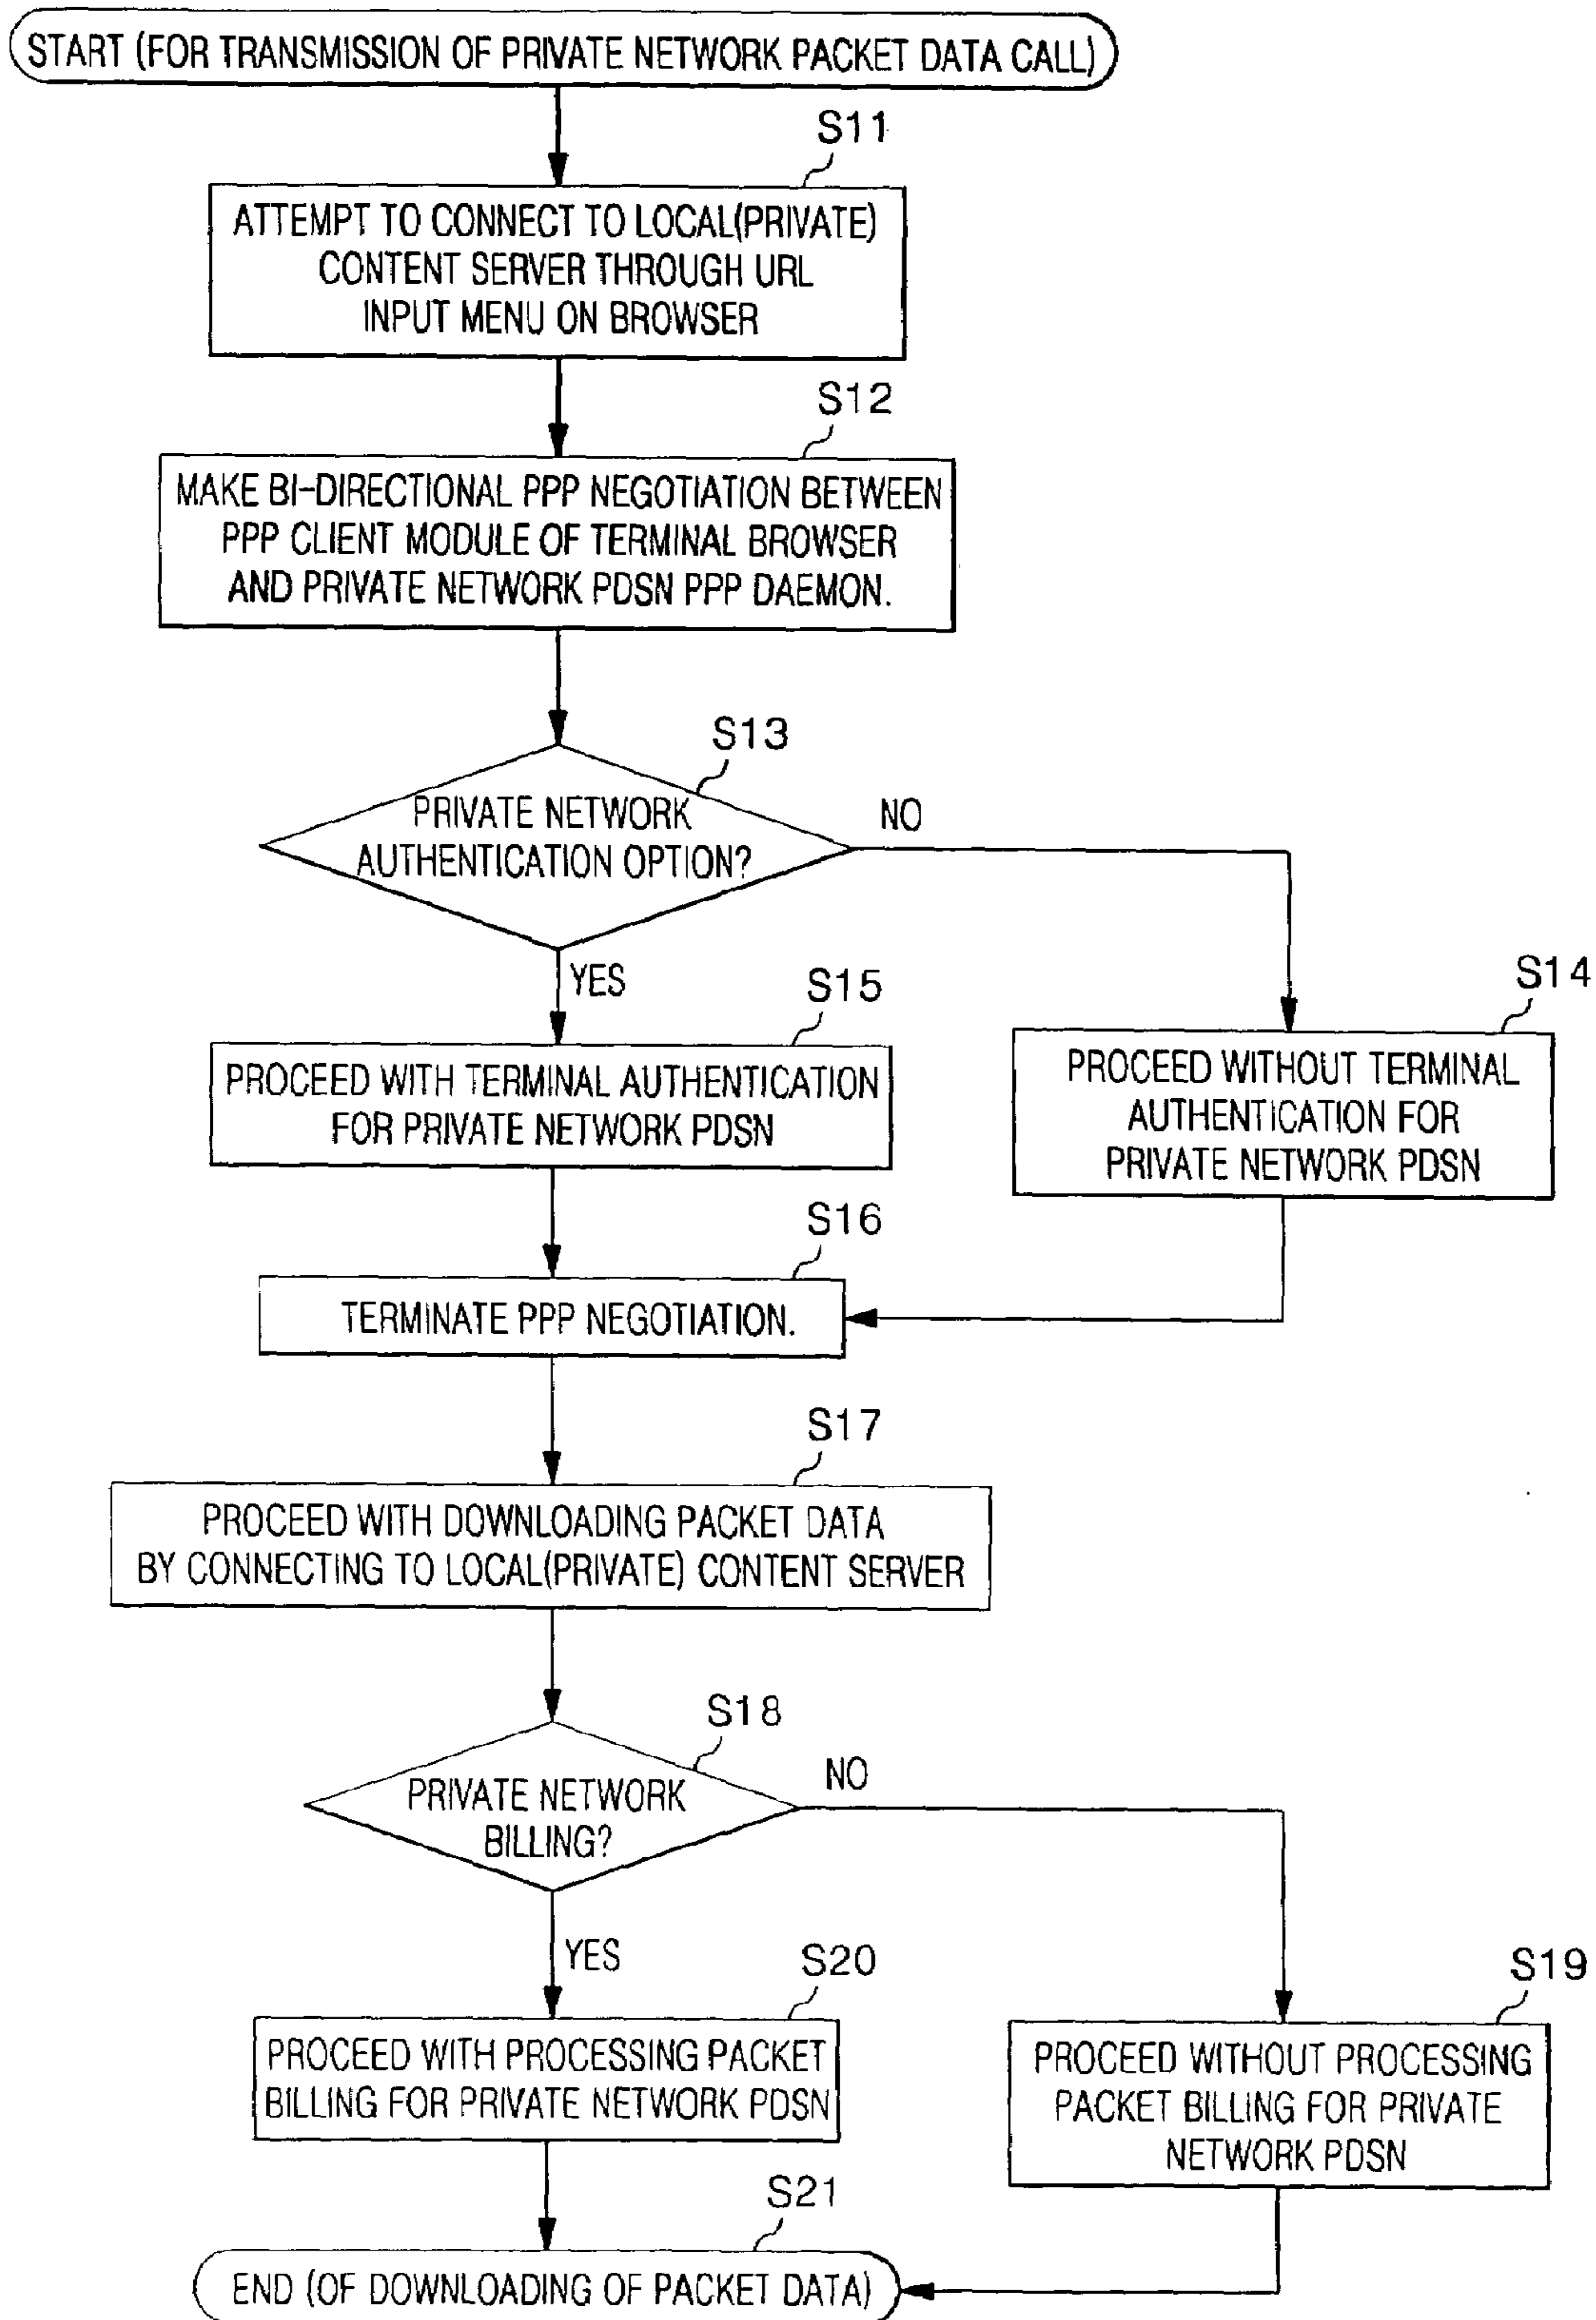 START (FOR TRANSMISSION OF PRIVATE NETWORK PACKET DATA CALL)
S11
ATTEMPT TO CONNECT TO LOCAL(PRIVATE)
CONTENT SERVER THROUGH URL
INPUT MENU ON BROWSER
S12
MAKE BI-DIRECTIONAL PPP NEGOTIATION BETWEEN
PPP CLIENT MODULE OF TERMINAL BROWSER
AND PRIVATE NETWORK PDSN PPP DAEMON.
S13
PRIVATE NETWORK
AUTHENTICATION OPTION?
NO
YES
S15
PROCEED WITH TERMINAL AUTHENTICATION
FOR PRIVATE NETWORK PDSN
S14
PROCEED WITHOUT TERMINAL
AUTHENTICATION FOR
PRIVATE NETWORK PDSN
S16
TERMINATE PPP NEGOTIATION.
S17
PROCEED WITH DOWNLOADING PACKET DATA
BY CONNECTING TO LOCAL(PRIVATE) CONTENT SERVER
S18
PRIVATE NETWORK
BILLING?
NO
YES
S20
PROCEED WITH PROCESSING PACKET
BILLING FOR PRIVATE NETWORK PDSN
S19
PROCEED WITHOUT PROCESSING
PACKET BILLING FOR PRIVATE
NETWORK PDSN
S21
END (OF DOWNLOADING OF PACKET DATA)